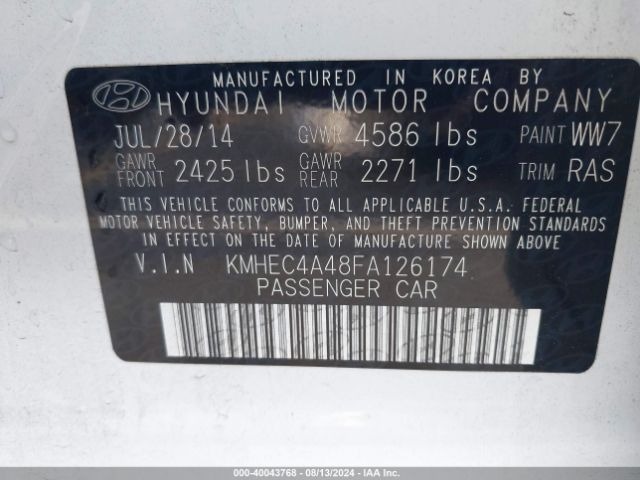 MANUFACTURED IN KOREA BY
HYUNDAI MOTOR COMPANY
JUL/28/14 GVWR 4586 lbs PAINT WW7
GAWR FRONT 2425 lbs GAWR REAR 2271 lbs TRIM RAS
THIS VEHICLE CONFORMS TO ALL APPLICABLE U.S.A. FEDERAL
MOTOR VEHICLE SAFETY, BUMPER, AND THEFT PREVENTION STANDARDS
IN EFFECT ON THE DATE OF MANUFACTURE SHOWN ABOVE
V.I.N KMHEC4A48FA126174
PASSENGER CAR
000-40043768 - 08/13/2024 - IAAI.COM